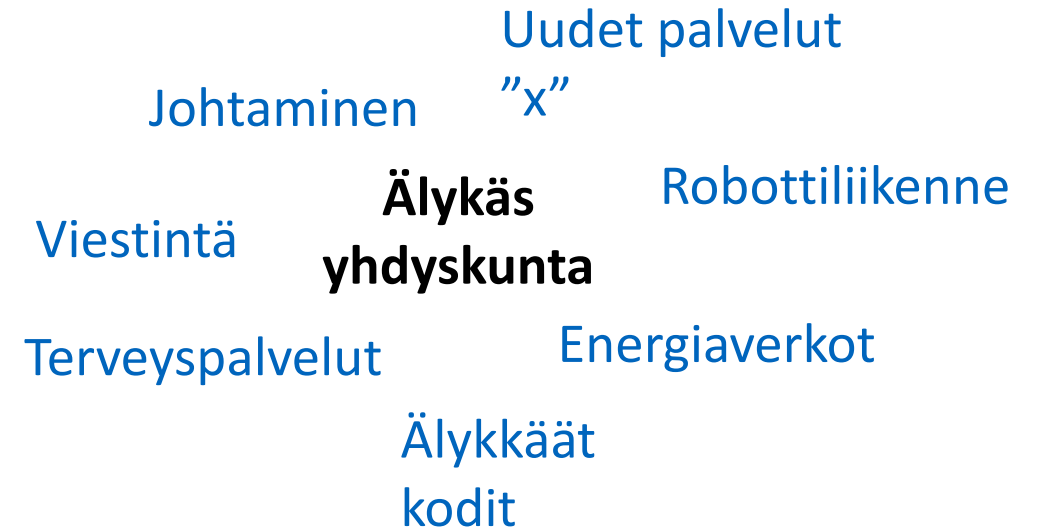 Uudet palvelut
”x”
Johtaminen
Älykäs
yhdyskunta
Robottiliikenne
Viestintä
Terveyspalvelut
Energiaverkot
Älykkäät
kodit